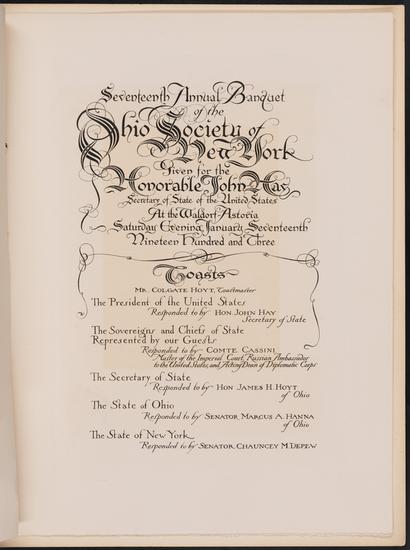 Seventeenth Annual Banquet
of the
Ohio Society of
New York
Given for the
Honorable John Hay
Secretary of State of the United States
At the Waldorf-Astoria
Saturday Evening, January Seventeenth
Nineteen Hundred and Three
Toasts
MR. COLGATE HOYT, Toastmaster
The President of the United States
Responded to by HON. JOHN HAY
Secretary of State
The Sovereigns and Chiefs of State
Represented by our Guests
Responded to by COMTE CASSINI
Master of the Imperial Court, Russian Ambassador
to the United States, and Acting Dean of Diplomatic Corps
The Secretary of State
Responded to by HON. JAMES H. HOYT
of Ohio
The State of Ohio
Responded to by SENATOR MARCUS A. HANNA
of Ohio
The State of New York
Responded to by SENATOR CHAUNCEY M. DEPEW